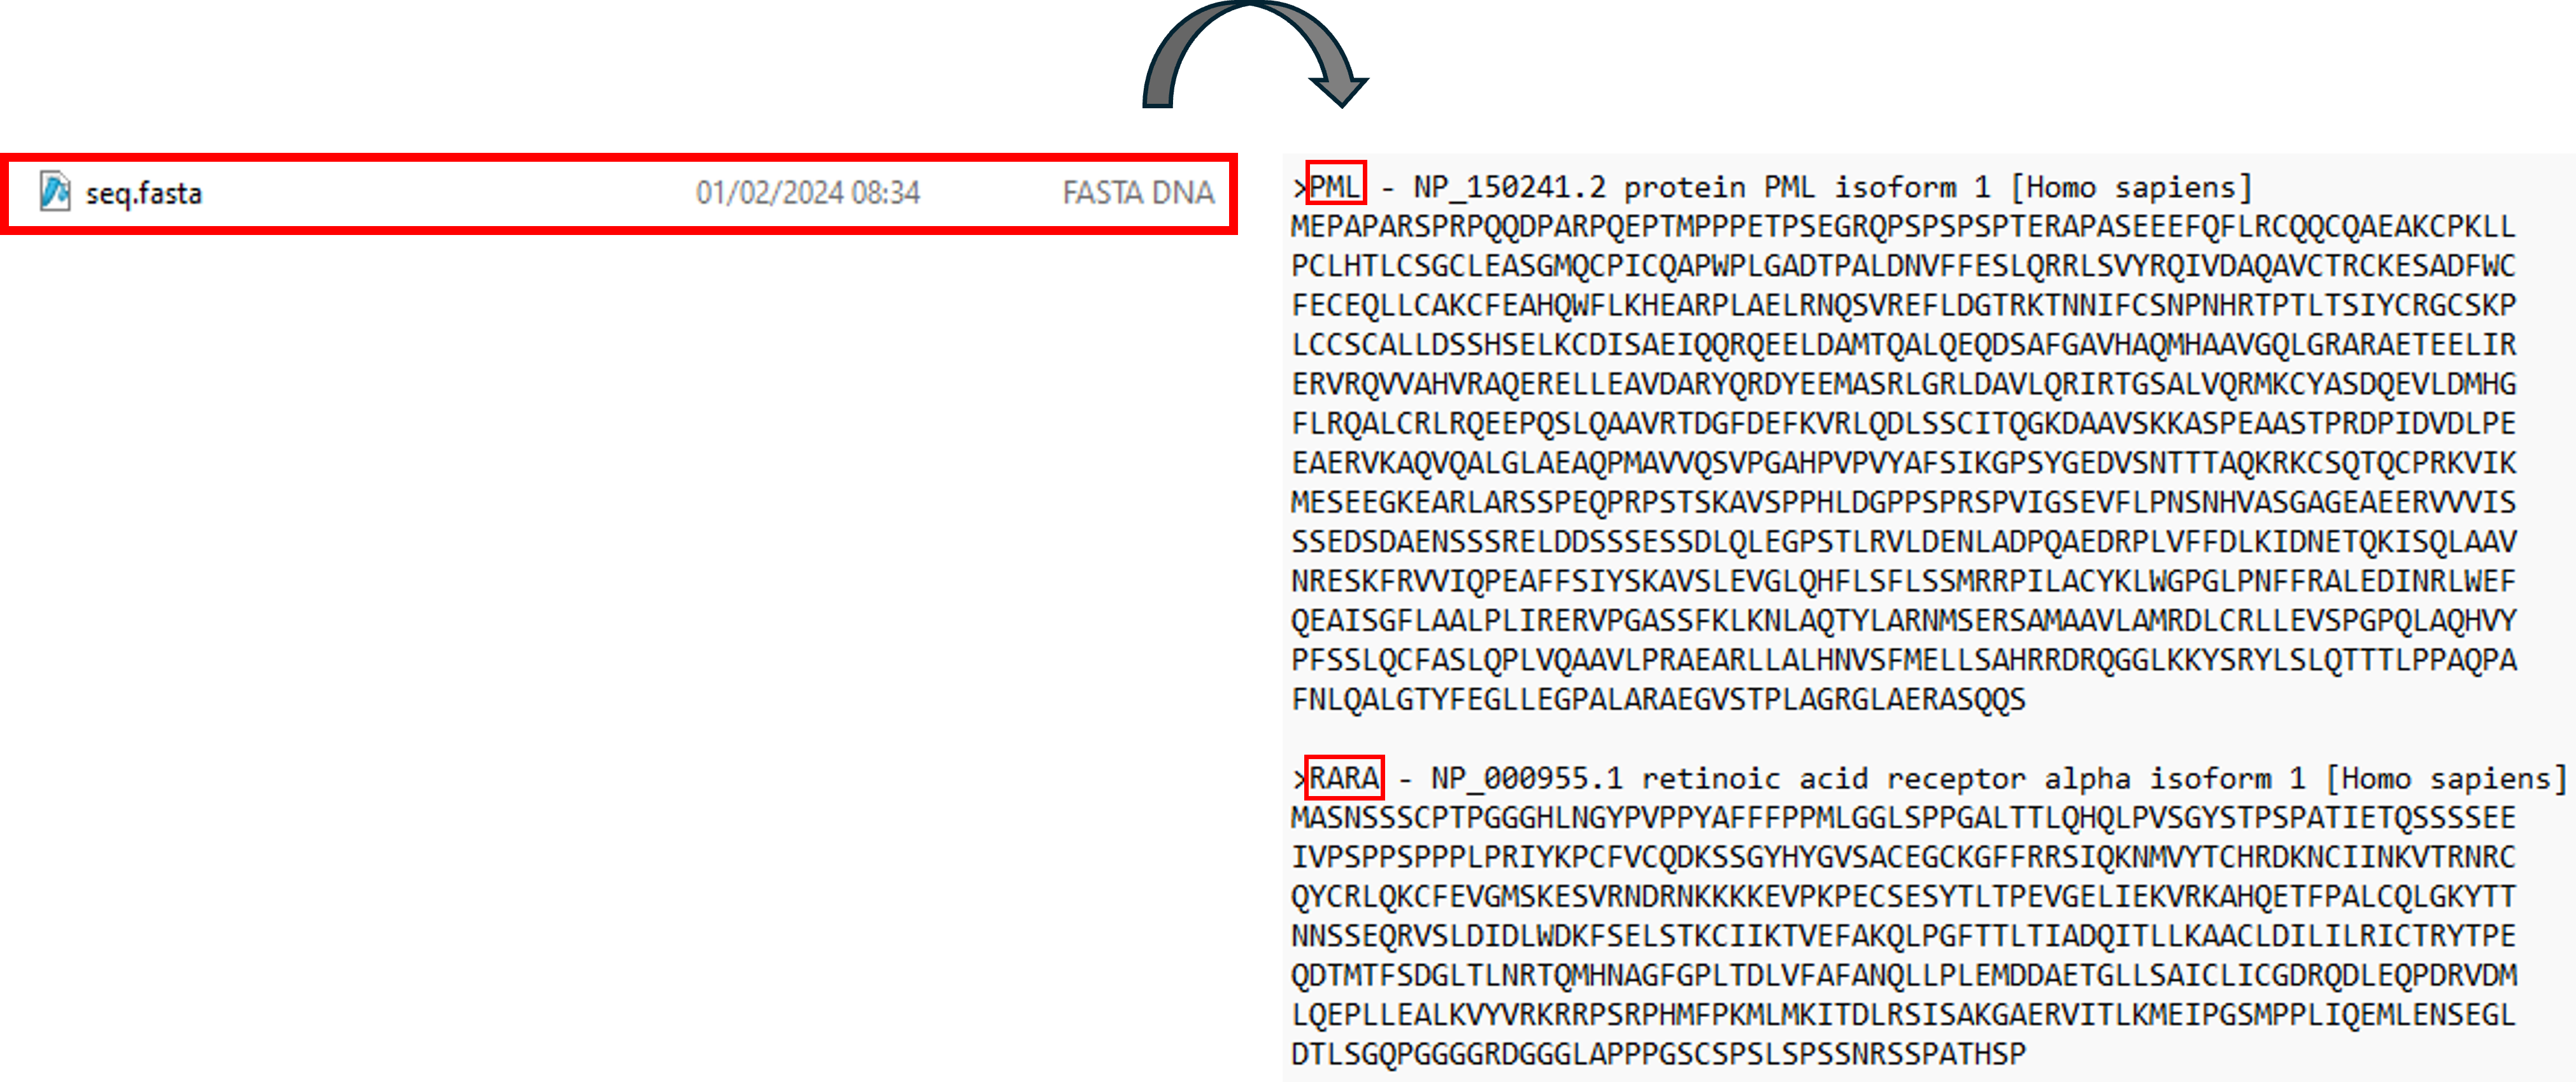 seq.fasta 01/02/2024 08:34 FASTA DNA
>PML - NP_150241.2 protein PML isoform 1 [Homo sapiens]
MEPAPARSPRPQQDPARPQEPTMPPPETPSEGRQPSPSPSPTERAPASEEEFQFLRCQQCQAEAKCPKLL
PCLHTLCSGCLEASGMQCPICQAPWPLGADTPALDNVFFESLQRRLSVYRQIVDAQAVCTRCKESADFWC
FECEQLLCAKCFEAHQWFLKHEARPLAELRNQSVREFLDGTRKTNNIFCSNPNHRTPTLTSIYCRGCSKP
LCCSCALLDSSHSELKCDISAEIQQRQEELDAMTQALQEQDSAFGAVHAQMHAAVGQLGRARAETEELIR
ERVRQVVAHVRAQERELLEAVDARYQRDYEEMASRLGRLDAVLQRIRTGSALVQRMKCYASDQEVLDMHG
FLRQALCRLRQEEPQSLQAAVRTDGFDEFKVRLQDLSSCITQGKDAAVSKKASPEAASTPRDPIDVDLPE
EAERVKAQVQALGLAEAQPMAVVQSVPGAHPVPVYAFSIKGPSYGEDVSNTTTAQKRKCSQTQCPRKVIK
MESEEGKEARLARSSPEQPRPSTSKAVSPPHLDGPPSPRSPVIGSEVFLPNSNHVASGAGEAEERVVVIS
SSEDSDAENSSSRELDDSSSESSDLQLEGPSTLRVLDENLADPQAEDRPLVFFDLKIDNETQKISQLAAV
NRESKFRVVIQPEAFFSIYSKAVSLEVGLQHFLSFLSSMRRPILACYKLWGPGLPNFFRALEDINRLWEF
QEAISGFLAALPLIRERVPGASSFKLKNLAQTYLARNMSERSAMAAVLAMRDLCRLLEVSPGPQLAQHVY
PFSSLQCFASLQPLVQAAVLPRAEARLLALHNVSFMELLSAHRRDRQGGLKKYSRYLSLQTTTLPPAQPA
FNLQALGTYFEGLLEGPALARAEGVSTPLAGRGLAERASQQS
>RARA - NP_000955.1 retinoic acid receptor alpha isoform 1 [Homo sapiens]
MASNSSSCPTPGGGHLNGYPVPPYAFFFPPMLGGLSPPGALTTLQHQLPVSGYSTPSPATIETQSSSSEE
IVPSPPSPPPLPRIYKPCFVCQDKSSGYHYGVSACEGCKGFFRRSIQKNMVYTCHRDKNCIINKVTRNRC
QYCRLQKCFEVGMSKESVRNDRNKKKKEVPKPECSESYTLTPEVGELIEKVRKAHQETFPALCQLGKYTT
NNSSEQRVSLDIDLWDKFSELSTKCIIKTVEFAKQLPGFTTLTIADQITLLKAACLDILILRICTRYTPE
QDTMTFSDGLTLNRTQMHNAGFGPLTDLVFAFANQLLPLEMDDAETGLLSAICLICGDRQDLEQPDRVDM
LQEPLLEALKVYVRKRRPSRPHMFPKMLMKITDLRSISAKGAERVITLKMEIPGSMPPLIQEMLENSEGL
DTLSGQPGGGGRDGGGLAPPPGSCSPSLSPSSNRSSPATHSP